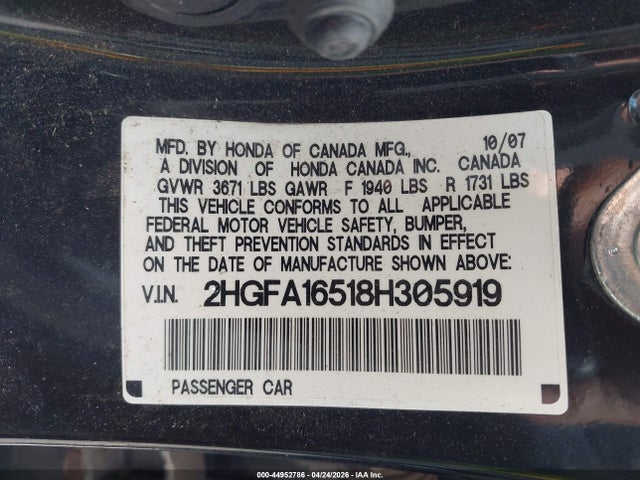 MFD. BY HONDA OF CANADA MFG., 10/07
A DIVISION OF HONDA CANADA INC. CANADA
GVWR 3671 LBS GAWR F 1940 LBS R 1731 LBS
THIS VEHICLE CONFORMS TO ALL APPLICABLE
FEDERAL MOTOR VEHICLE SAFETY, BUMPER,
AND THEFT PREVENTION STANDARDS IN EFFECT
ON THE DATE OF MANUFACTURE SHOWN ABOVE:
V.I.N. 2HGFA16518H305919
PASSENGER CAR
000-44952786 - 04/24/2026 - IAA Inc.